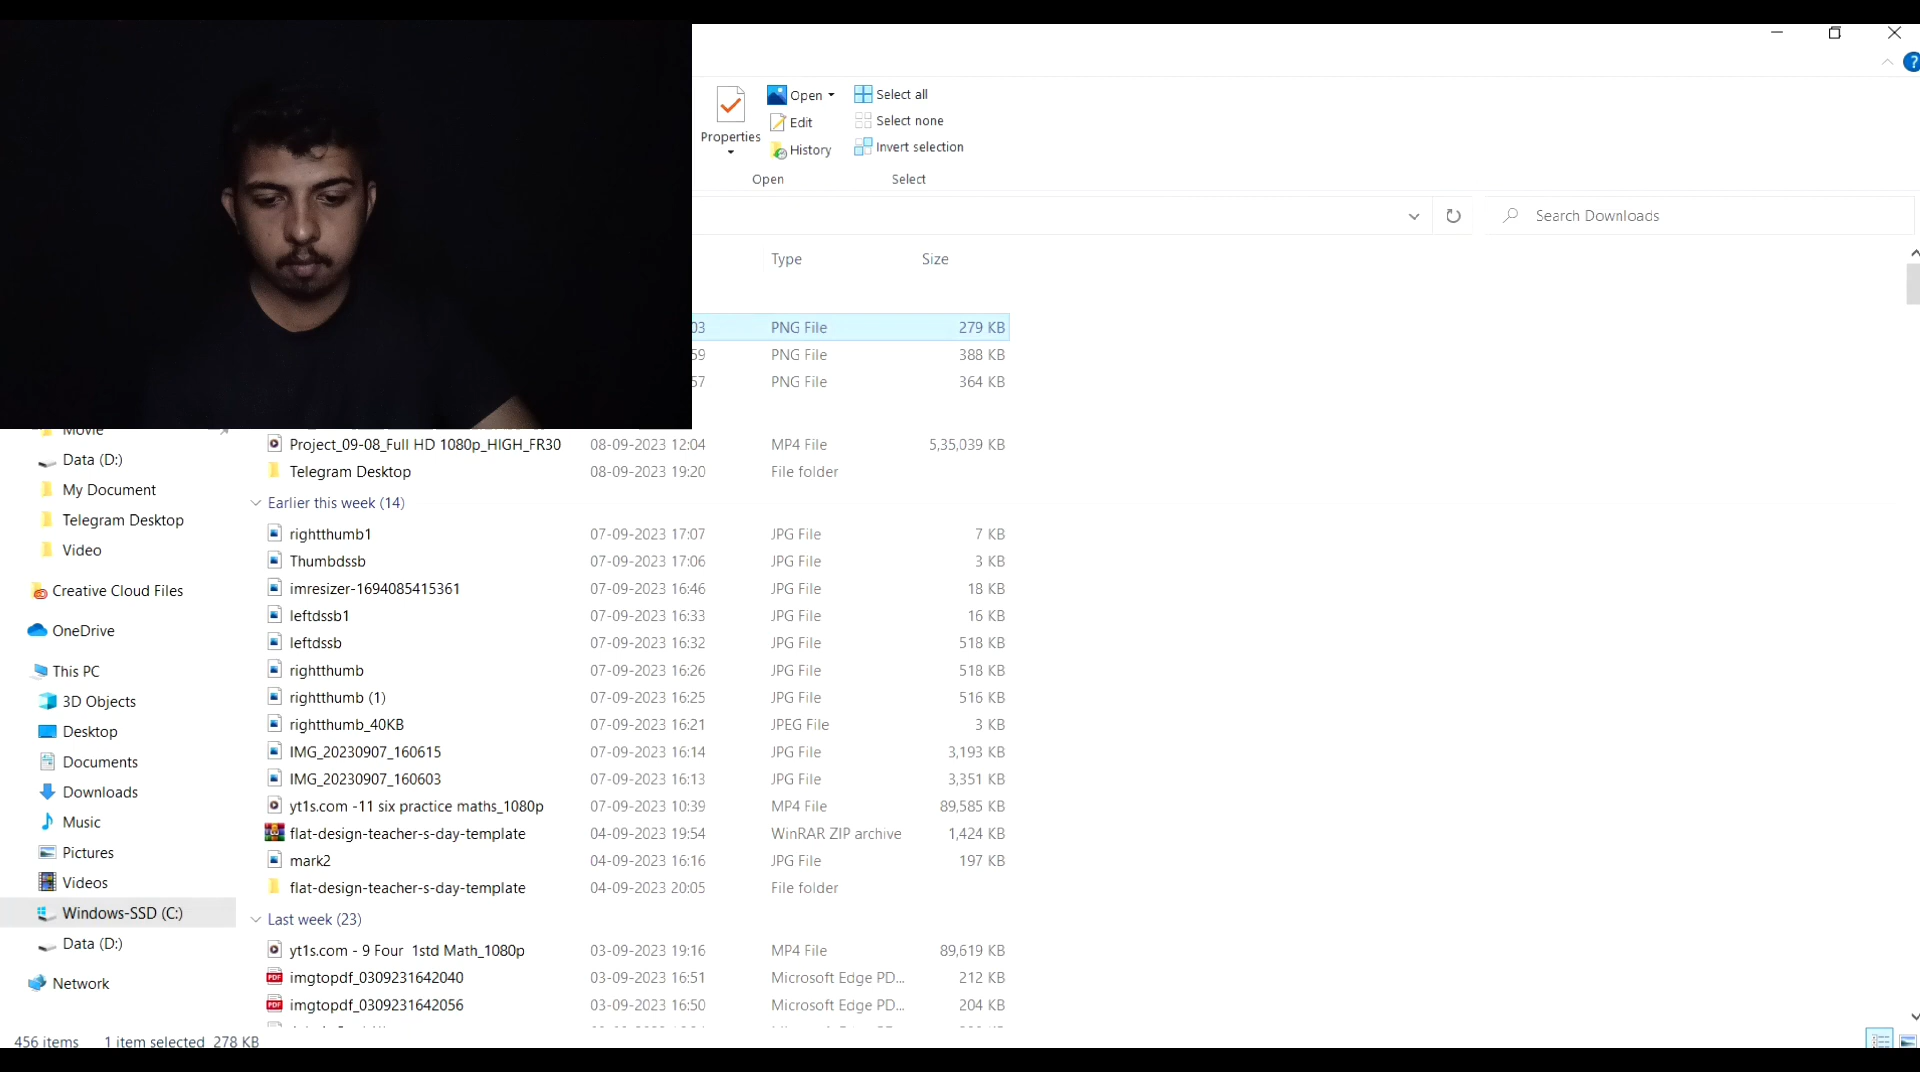 ?
Open
Select all
Edit
Select none
Properties
History
Invert selection
Open
Select
Search Downloads
Type
Size
03
PNG File
279 KB
59
PNG File
388 KB
57
PNG File
364 KB
Movie
Project_09-08_Full HD 1080p_HIGH_FR30
08-09-2023 12:04
MP4 File
5,35,039 KB
Data (D:)
Telegram Desktop
08-09-2023 19:20
File folder
My Document
Earlier this week (14)
Telegram Desktop
rightthumb1
07-09-2023 17:07
JPG File
7 KB
Video
Thumbdssb
07-09-2023 17:06
JPG File
3 KB
Creative Cloud Files
imresizer-1694085415361
07-09-2023 16:46
JPG File
18 KB
leftdssb1
07-09-2023 16:33
JPG File
16 KB
OneDrive
leftdssb
07-09-2023 16:32
JPG File
518 KB
This PC
rightthumb
07-09-2023 16:26
JPG File
518 KB
3D Objects
rightthumb (1)
07-09-2023 16:25
JPG File
516 KB
Desktop
rightthumb_40KB
07-09-2023 16:21
JPEG File
3 KB
Documents
IMG_20230907_160615
07-09-2023 16:14
JPG File
3,193 KB
Downloads
IMG_20230907_160603
07-09-2023 16:13
JPG File
3,351 KB
Music
yt1s.com -11 six practice maths_1080p
07-09-2023 10:39
MP4 File
89,585 KB
Pictures
flat-design-teacher-s-day-template
04-09-2023 19:54
WinRAR ZIP archive
1,424 KB
Videos
mark2
04-09-2023 16:16
JPG File
197 KB
flat-design-teacher-s-day-template
04-09-2023 20:05
File folder
Windows-SSD (C:)
Last week (23)
Data (D:)
yt1s.com - 9 Four  1std Math_1080p
03-09-2023 19:16
MP4 File
89,619 KB
Network
imgtopdf_0309231642040
03-09-2023 16:51
Microsoft Edge PD...
212 KB
imgtopdf_0309231642056
03-09-2023 16:50
Microsoft Edge PD...
204 KB
456 items
1 item selected  278 KB